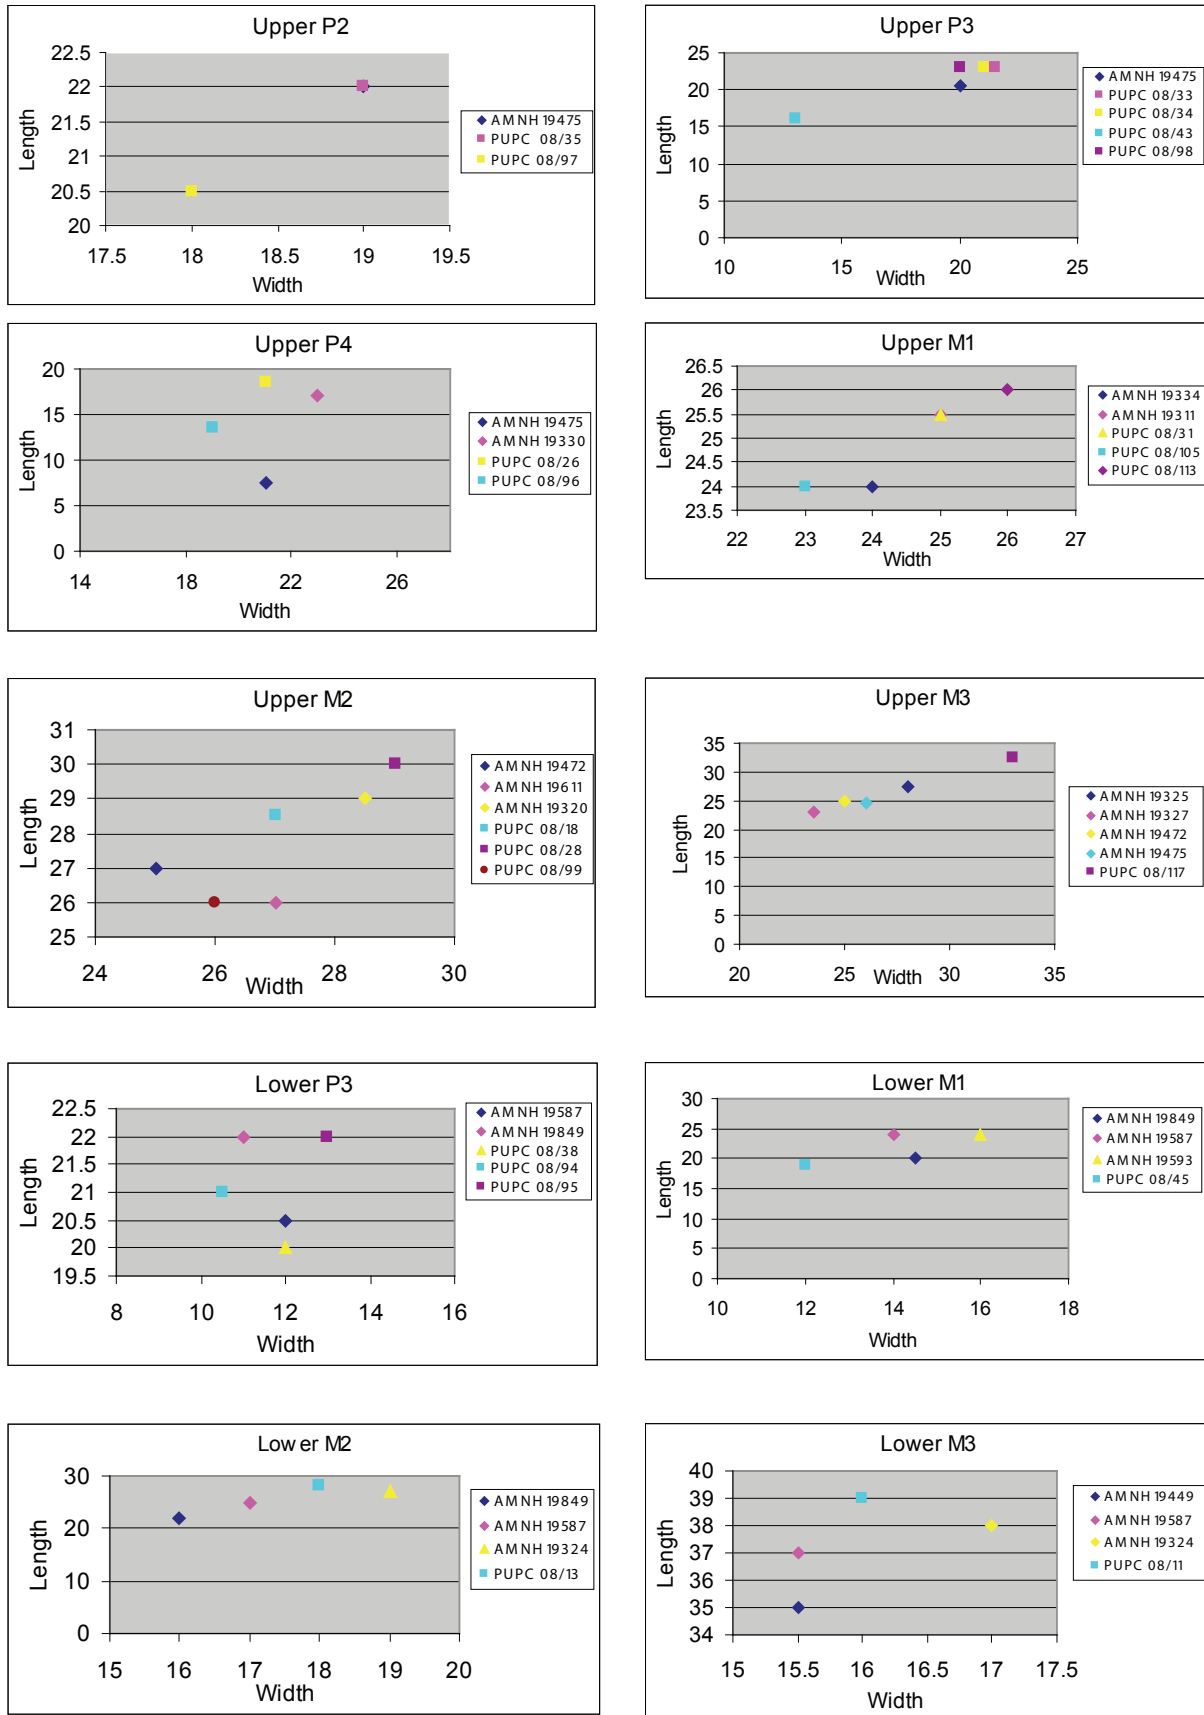 Upper P2
22.5
22
21.5
21
20.5
20
Length
17.5 18 18.5 19 19.5
Width
AMNH 19475
PUPC 08/35
PUPC 08/97
Upper P3
25
20
15
10
5
0
Length
10 15 20 25
Width
AMNH 19475
PUPC 08/33
PUPC 08/34
PUPC 08/43
PUPC 08/98
Upper P4
20
15
10
5
0
Length
14 18 22 26
Width
AMNH 19475
AMNH 19330
PUPC 08/26
PUPC 08/96
Upper M1
26.5
26
25.5
25
24.5
24
23.5
Length
22 23 24 25 26 27
Width
AMNH 19334
AMNH 19311
PUPC 08/31
PUPC 08/105
PUPC 08/113
Upper M2
31
30
29
28
27
26
25
Length
24 26 28 30
Width
AMNH 19472
AMNH 19611
AMNH 19320
PUPC 08/18
PUPC 08/28
PUPC 08/99
Upper M3
35
30
25
20
15
10
5
0
Length
20 25 30 35
Width
AMNH 19325
AMNH 19327
AMNH 19472
AMNH 19475
PUPC 08/117
Lower P3
22.5
22
21.5
21
20.5
20
19.5
Length
8 10 12 14 16
Width
AMNH 19587
AMNH 19849
PUPC 08/38
PUPC 08/94
PUPC 08/95
Lower M1
30
25
20
15
10
5
0
Length
10 12 14 16 18
Width
AMNH 19849
AMNH 19587
AMNH 19593
PUPC 08/45
Lower M2
30
20
10
0
Length
15 16 17 18 19 20
Width
AMNH 19849
AMNH 19587
AMNH 19324
PUPC 08/13
Lower M3
40
39
38
37
36
35
34
Length
15 15.5 16 16.5 17 17.5
Width
AMNH 19449
AMNH 19587
AMNH 19324
PUPC 08/11